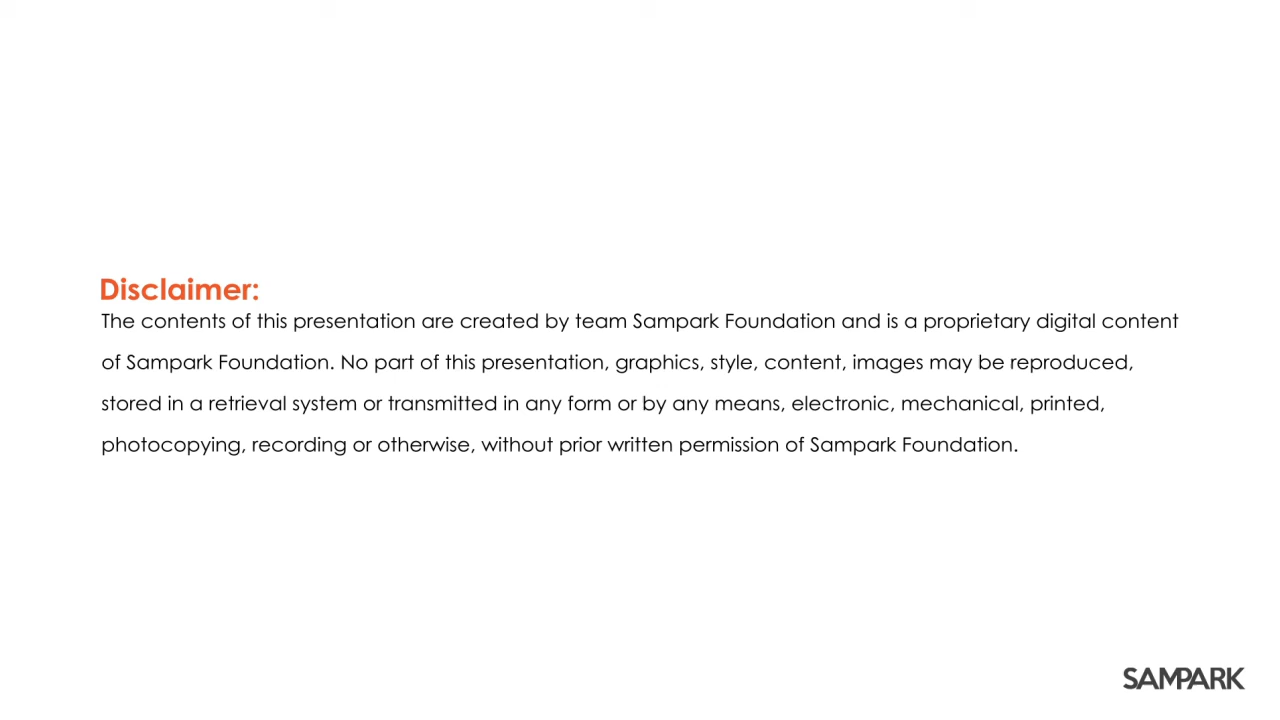 Disclaimer:
The contents of this presentation are created by team Sampark Foundation and is a proprietary digital content
of Sampark Foundation. No part of this presentation, graphics, style, content, images may be reproduced,
stored in a retrieval system or transmitted in any form or by any means, electronic, mechanical, printed,
photocopying, recording or otherwise, without prior written permission of Sampark Foundation.
SAMPARK